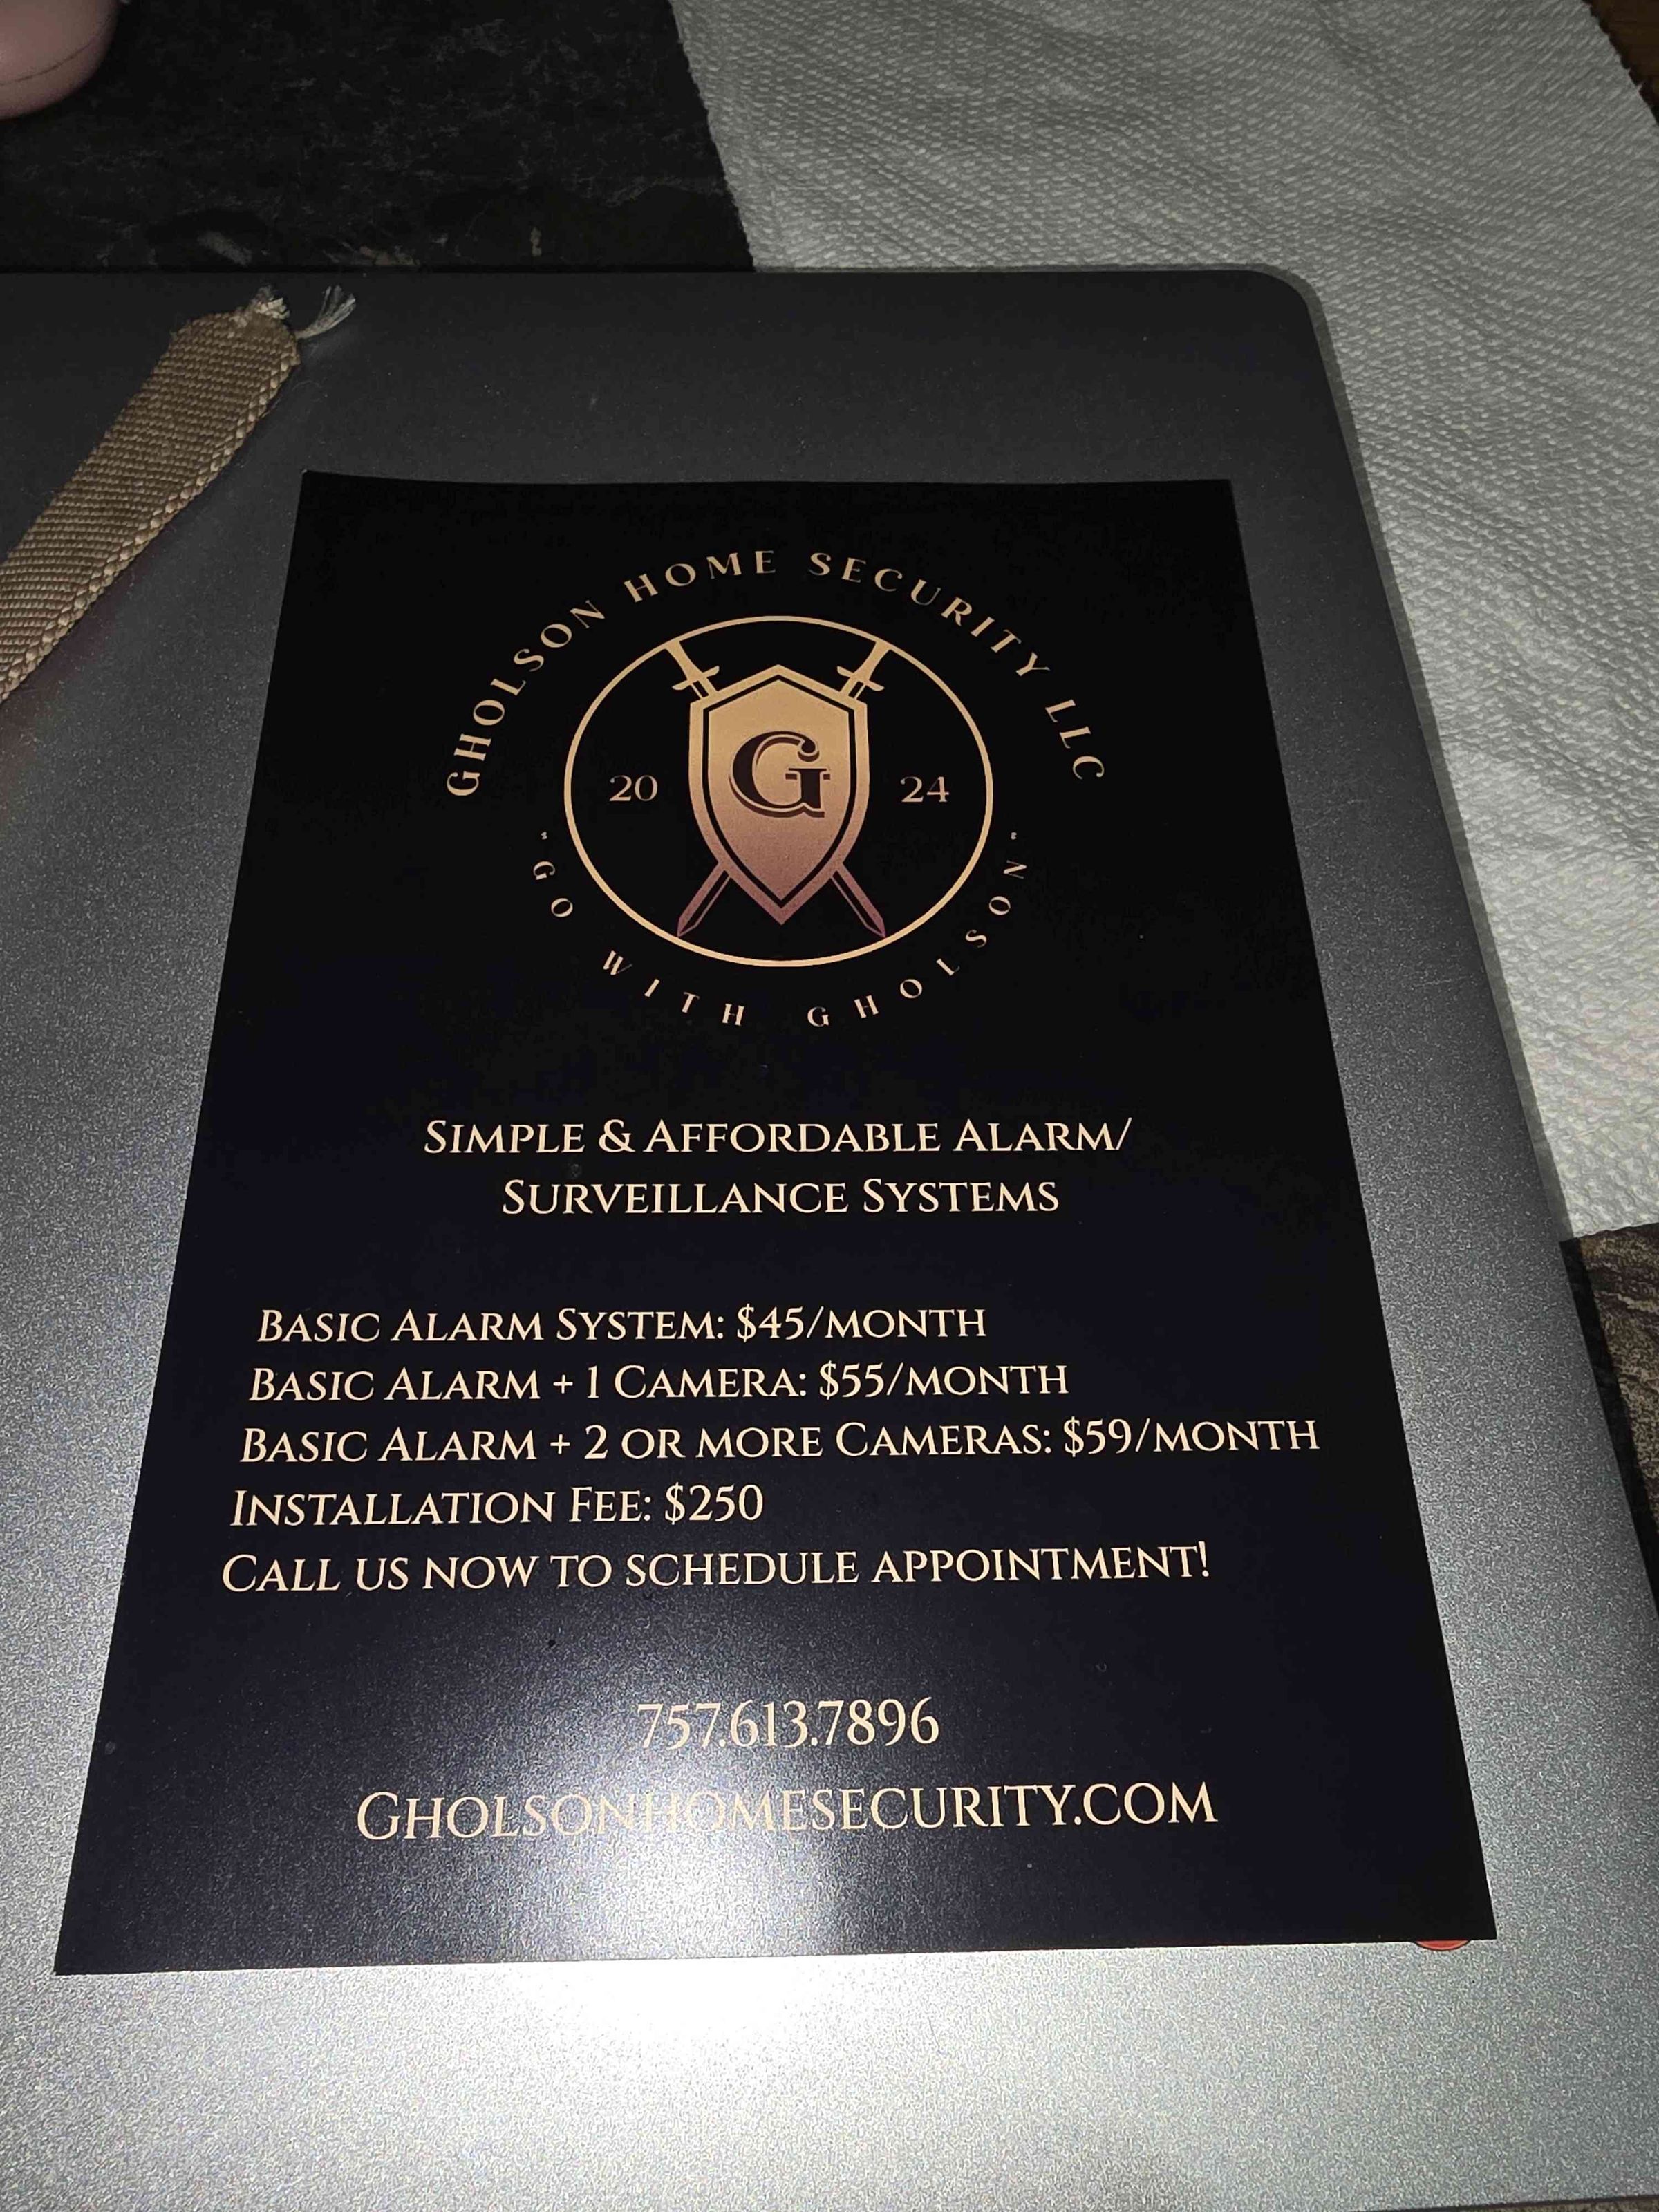 GHOLSON HOME SECURITY LLC
20 G 24
"GO WITH GHOLSON"
SIMPLE & AFFORDABLE ALARM/
SURVEILLANCE SYSTEMS
BASIC ALARM SYSTEM: $45/MONTH
BASIC ALARM + 1 CAMERA: $55/MONTH
BASIC ALARM + 2 OR MORE CAMERAS: $59/MONTH
INSTALLATION FEE: $250
CALL US NOW TO SCHEDULE APPOINTMENT!
757.613.7896
GHOLSONHOMESECURITY.COM